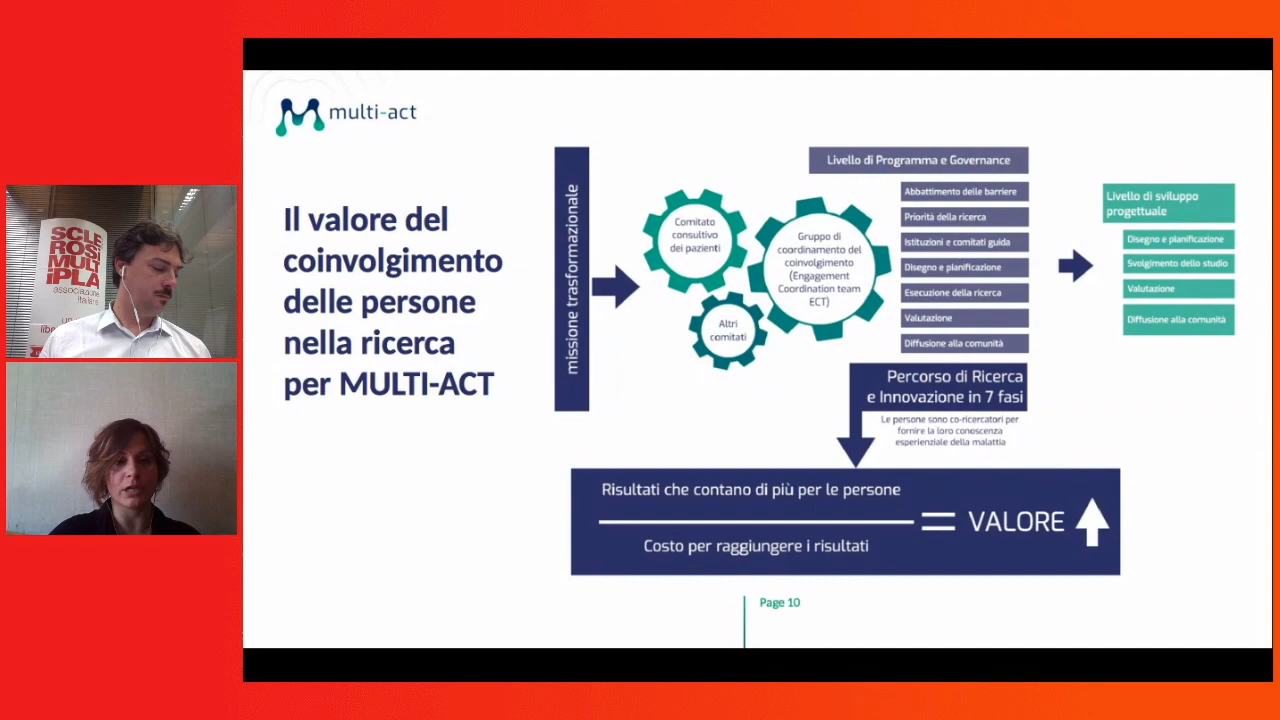 multi-act
Il valore del
coinvolgimento
delle persone
nella ricerca
per MULTI-ACT
missione trasformazionale
Comitato
consultivo
dei pazienti
Altri
comitati
Gruppo di
coordinamento del
coinvolgimento
(Engagement
Coordination team
ECT)
Livello di Programma e Governance
Abbattimento delle barriere
Priorità della ricerca
Istituzioni e comitati guida
Disegno e planificazione
Esecuzione della ricerca
Valutazione
Diffusione alla comunità
Livello di sviluppo
progettuale
Disegno e planificazione
Svolgimento dello studio
Valutazione
Diffusione alla comunità
Percorso di Ricerca
e Innovazione in 7 fasi
Le persone sono co-ricercatori per
fornire la loro conoscenza
esperienziale della malattia
Risultati che contano di più per le persone
Costo per raggiungere i risultati
= VALORE
Page 10
SCLE
ROSI
MULT
iPLA
associazione
italiana